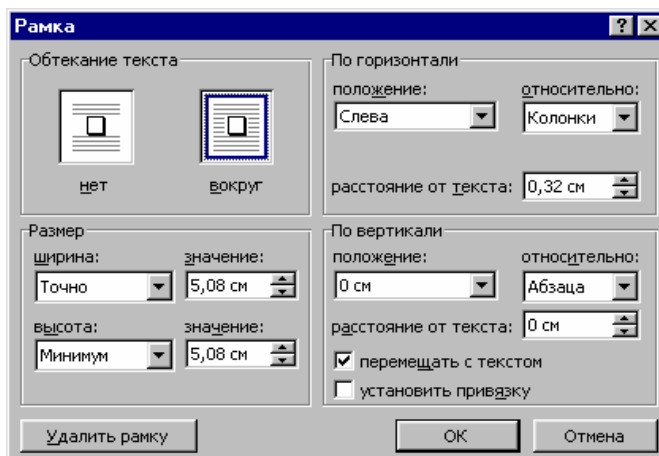 Рамка
Обтекание текста
нет
вокруг
По горизонтали
положение:
относительно:
Слева
Колонки
расстояние от текста:
0,32 см
Размер
ширина:
значение:
Точно
5,08 см
высота:
значение:
Минимум
5,08 см
По вертикали
положение:
относительно:
0 см
Абзаца
расстояние от текста:
0 см
перемещать с текстом
установить привязку
Удалить рамку
ОК
Отмена